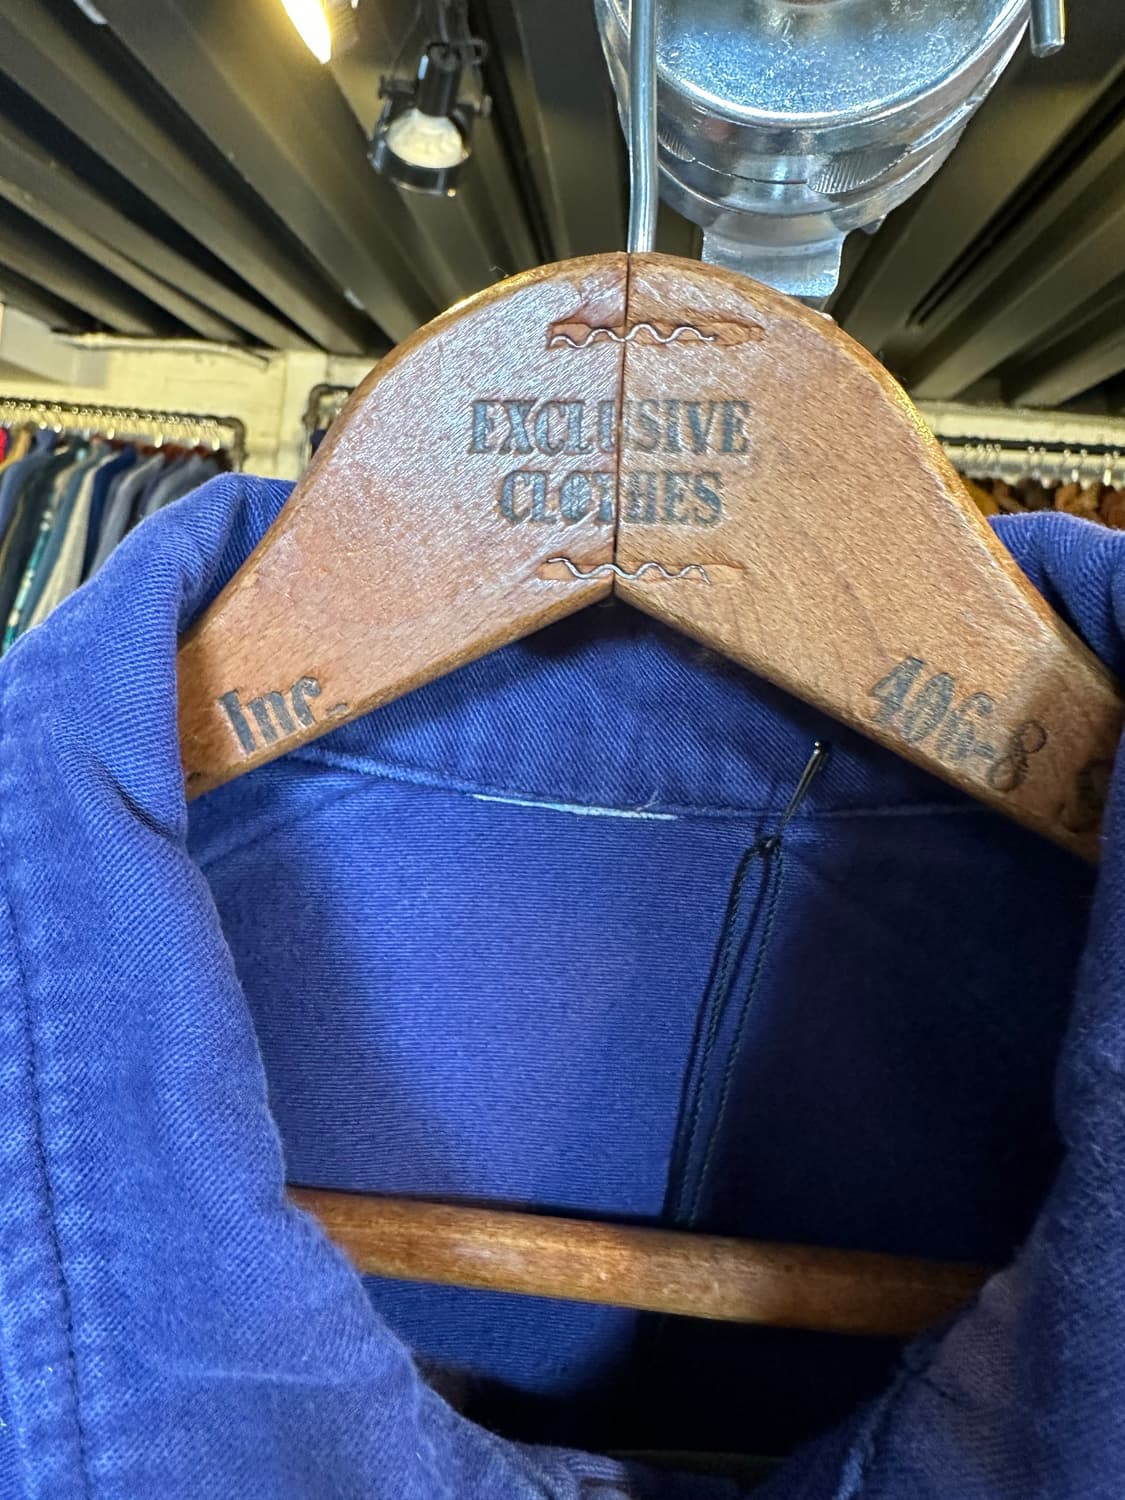 EXCLUSIVE
CLOTHES
Inc.
406-8